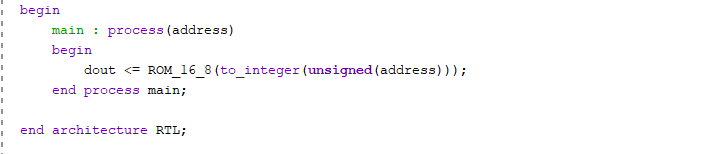 begin
main : process(address)
begin
dout <= ROM_16_8(to_integer(unsigned(address)));
end process main;
end architecture RTL;